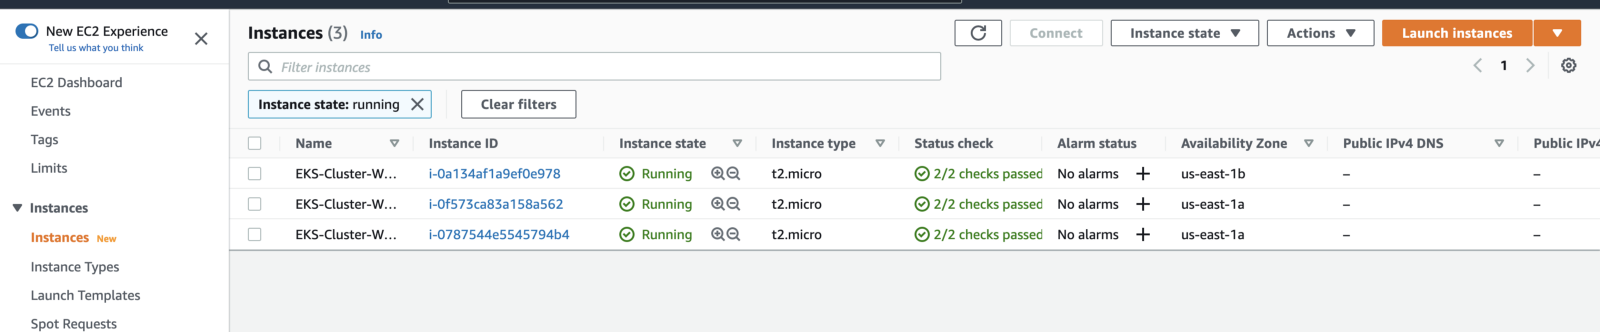 New EC2 Experience
Tell us what you think
EC2 Dashboard
Events
Tags
Limits
Instances
Instances New
Instance Types
Launch Templates
Spot Requests
Instances (3) Info
Connect Instance state Actions Launch instances
Filter instances
1
Instance state: running
Clear filters
Name Instance ID Instance state Instance type Status check Alarm status Availability Zone Public IPv4 DNS Public IPv4
EKS-Cluster-W... i-0a134af1a9ef0e978 Running t2.micro 2/2 checks passed No alarms + us-east-1b – –
EKS-Cluster-W... i-0f573ca83a158a562 Running t2.micro 2/2 checks passed No alarms + us-east-1a – –
EKS-Cluster-W... i-0787544e5545794b4 Running t2.micro 2/2 checks passed No alarms + us-east-1a – –